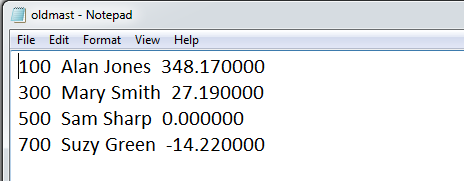 oldmast - Notepad
File Edit Format View Help
100  Alan Jones  348.170000
300  Mary Smith  27.190000
500  Sam Sharp  0.000000
700  Suzy Green  -14.220000